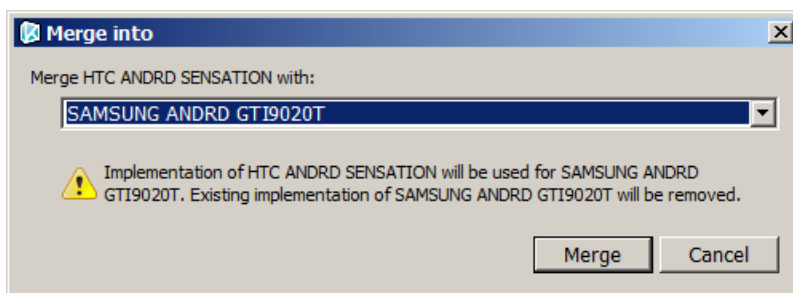 Merge into
Merge HTC ANDRD SENSATION with:
SAMSUNG ANDRD GTI9020T
Implementation of HTC ANDRD SENSATION will be used for SAMSUNG ANDRD
GTI9020T. Existing implementation of SAMSUNG ANDRD GTI9020T will be removed.
Merge Cancel